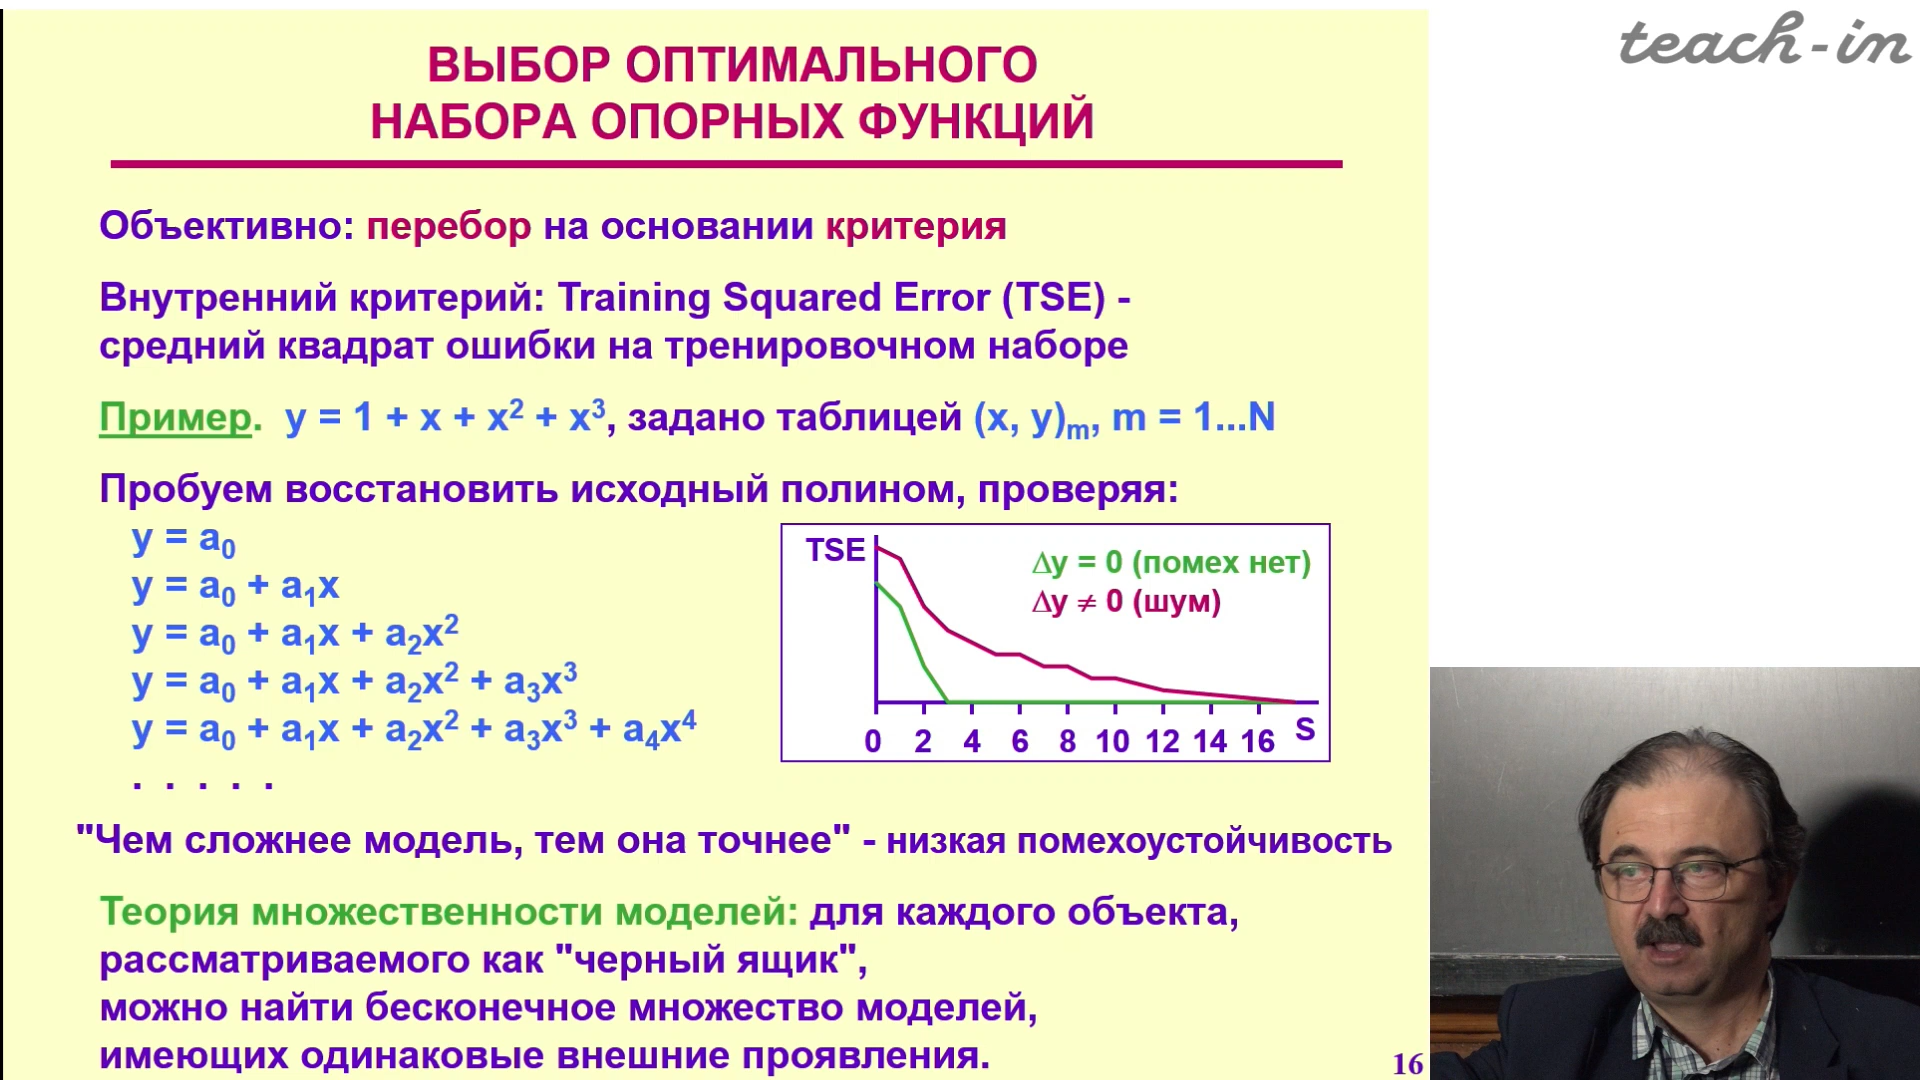 teach-in
ВЫБОР ОПТИМАЛЬНОГО
НАБОРА ОПОРНЫХ ФУНКЦИЙ
Объективно: перебор на основании критерия
Внутренний критерий: Training Squared Error (TSE) -
средний квадрат ошибки на тренировочном наборе
Пример. y = 1 + x + x² + x³, задано таблицей (x, y)ₘ, m = 1...N
Пробуем восстановить исходный полином, проверяя:
y = a₀
y = a₀ + a₁x
y = a₀ + a₁x + a₂x²
y = a₀ + a₁x + a₂x² + a₃x³
y = a₀ + a₁x + a₂x² + a₃x³ + a₄x⁴
. . . . .
TSE
Δy = 0 (помех нет)
Δy ≠ 0 (шум)
0 2 4 6 8 10 12 14 16 S
"Чем сложнее модель, тем она точнее" - низкая помехоустойчивость
Теория множественности моделей: для каждого объекта,
рассматриваемого как "черный ящик",
можно найти бесконечное множество моделей,
имеющих одинаковые внешние проявления.
16